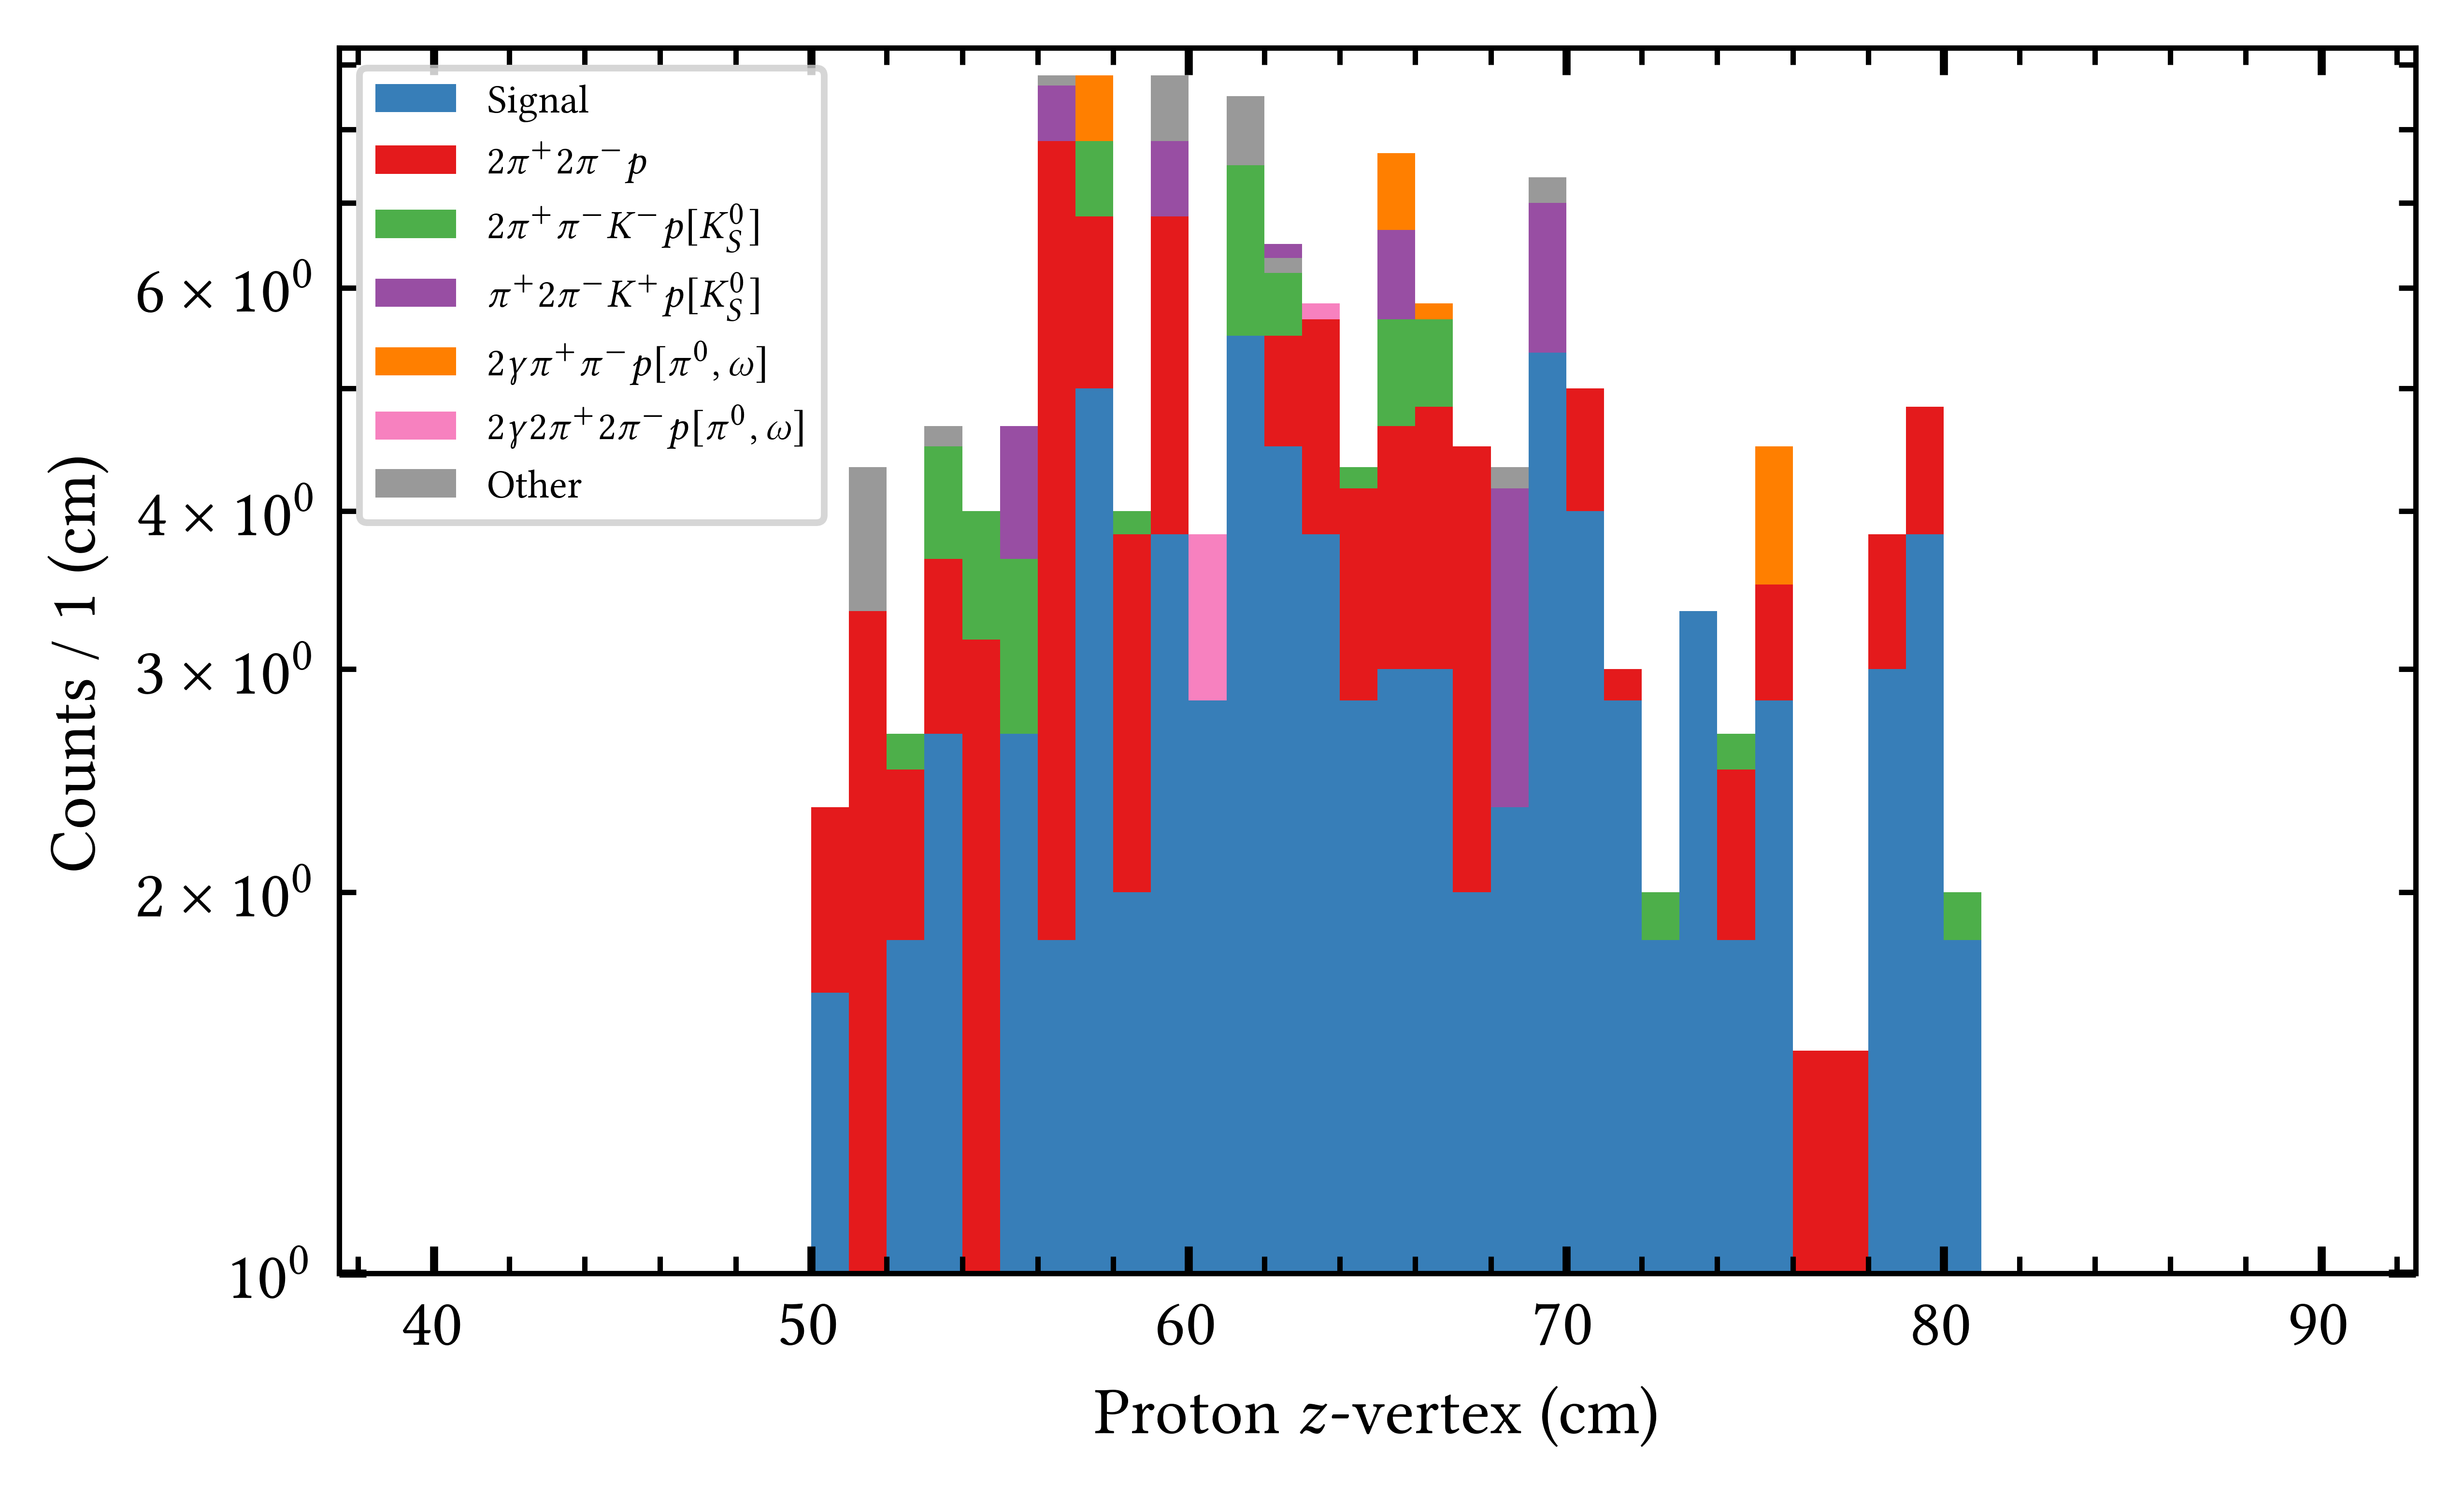 Signal
2π⁺2π⁻p
2π⁺π⁻K⁻p[K⁰_S]
π⁺2π⁻K⁺p[K⁰_S]
2γπ⁺π⁻p[π⁰, ω]
2γ2π⁺2π⁻p[π⁰, ω]
Other
Counts / 1 (cm)
6 × 10⁰
4 × 10⁰
3 × 10⁰
2 × 10⁰
10⁰
40 50 60 70 80 90
Proton z-vertex (cm)